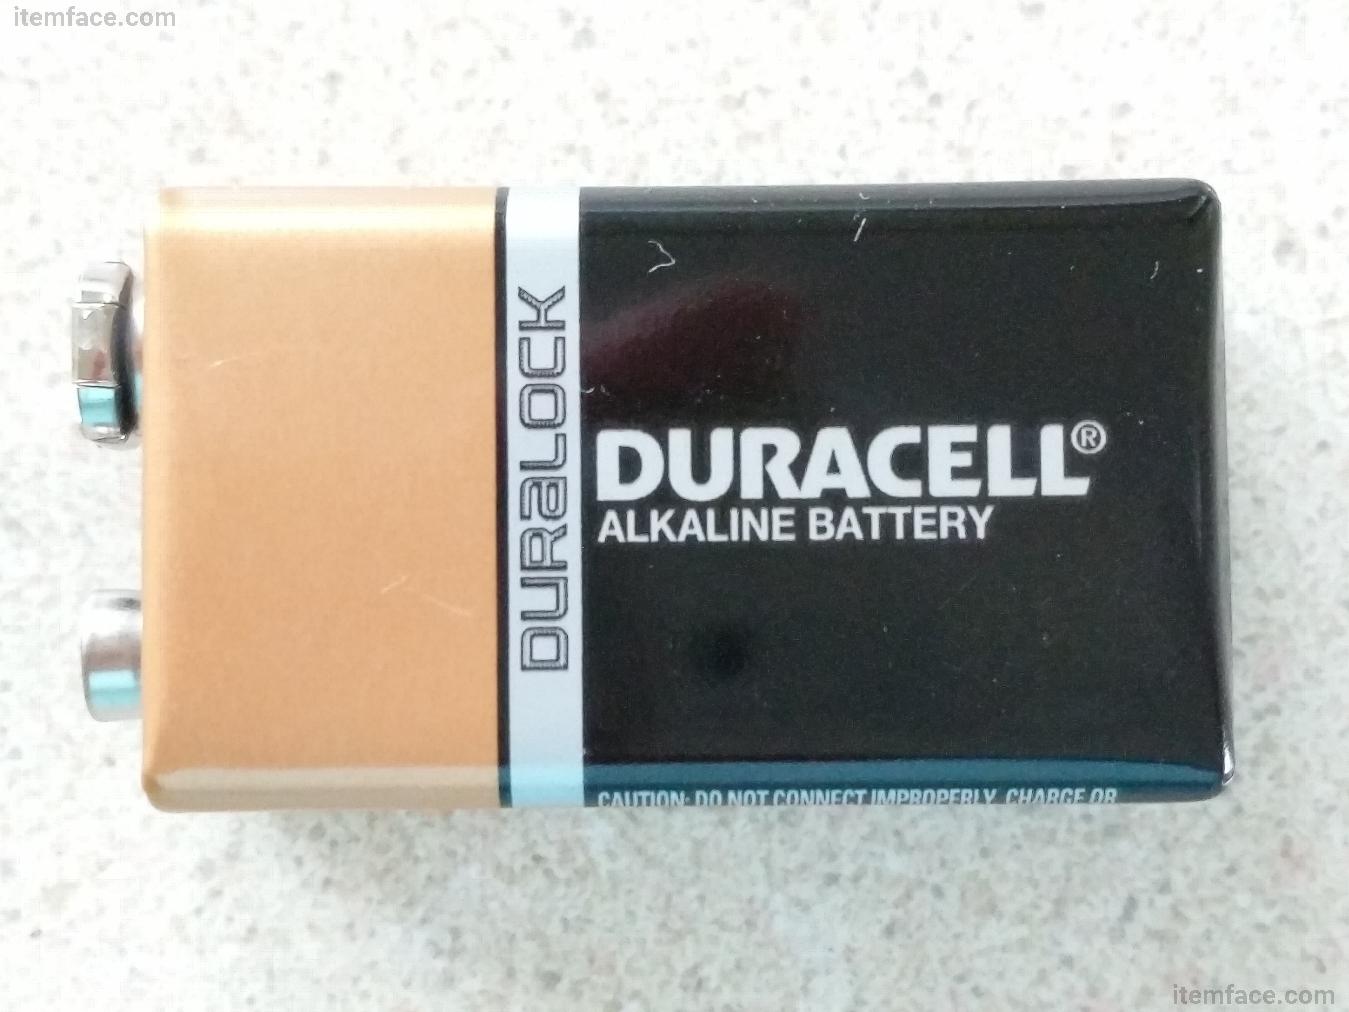 itemface.com
DURALOCK
DURACELL®
ALKALINE BATTERY
CAUTION: DO NOT CONNECT IMPROPERLY, CHARGE OR
itemface.com